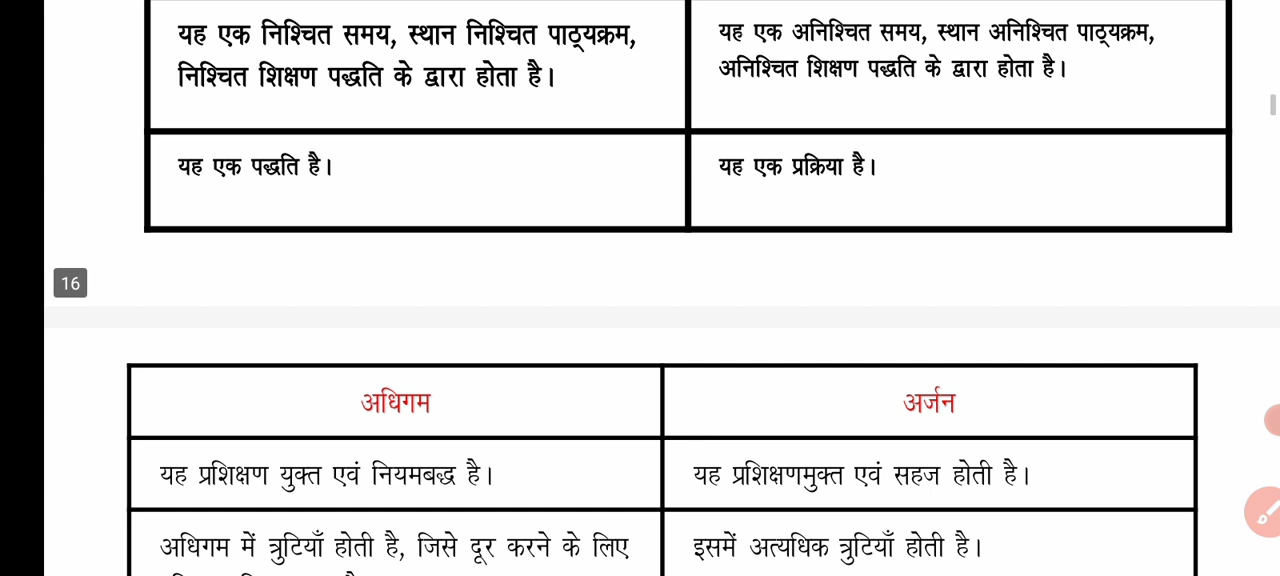 यह एक निश्चित समय, स्थान निश्चित पाठ्यक्रम,
निश्चित शिक्षण पद्धति के द्वारा होता है।
यह एक अनिश्चित समय, स्थान अनिश्चित पाठ्यक्रम,
अनिश्चित शिक्षण पद्धति के द्वारा होता है।
यह एक पद्धति है।
यह एक प्रक्रिया है।
16
अधिगम
अर्जन
यह प्रशिक्षण युक्त एवं नियमबद्ध है।
यह प्रशिक्षणमुक्त एवं सहज होती है।
अधिगम में त्रुटियाँ होती है, जिसे दूर करने के लिए
इसमें अत्यधिक त्रुटियाँ होती है।